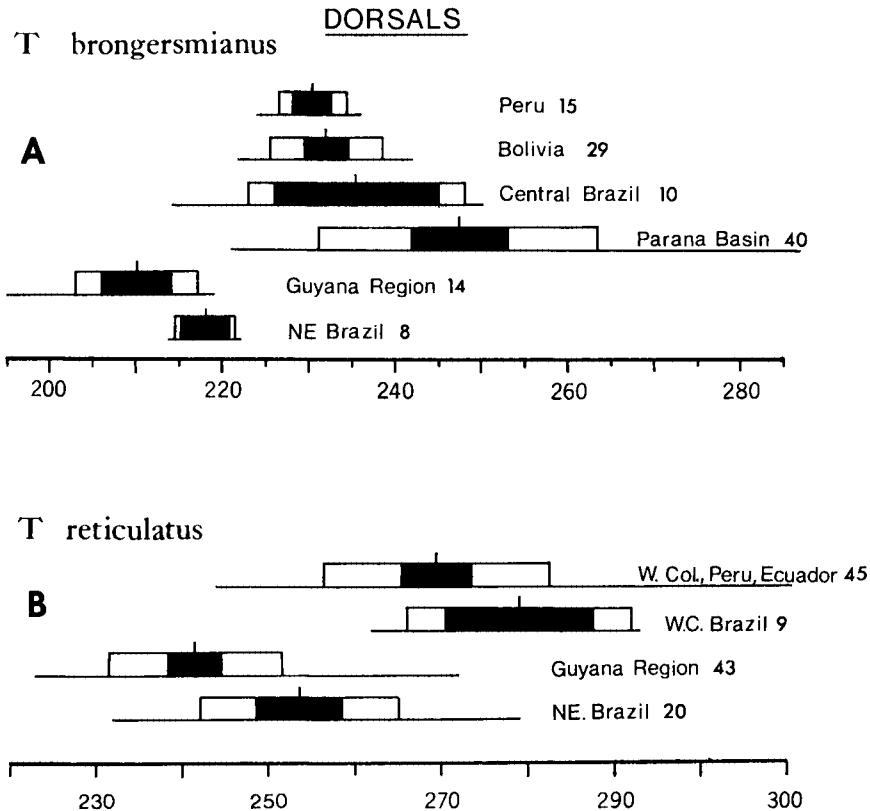 DORSALS
T brongersmianus
A
Peru 15
Bolivia 29
Central Brazil 10
Parana Basin 40
Guyana Region 14
NE Brazil 8
200 220 240 260 280
T reticulatus
B
W. Col., Peru, Ecuador 45
W.C. Brazil 9
Guyana Region 43
NE. Brazil 20
230 250 270 290 300